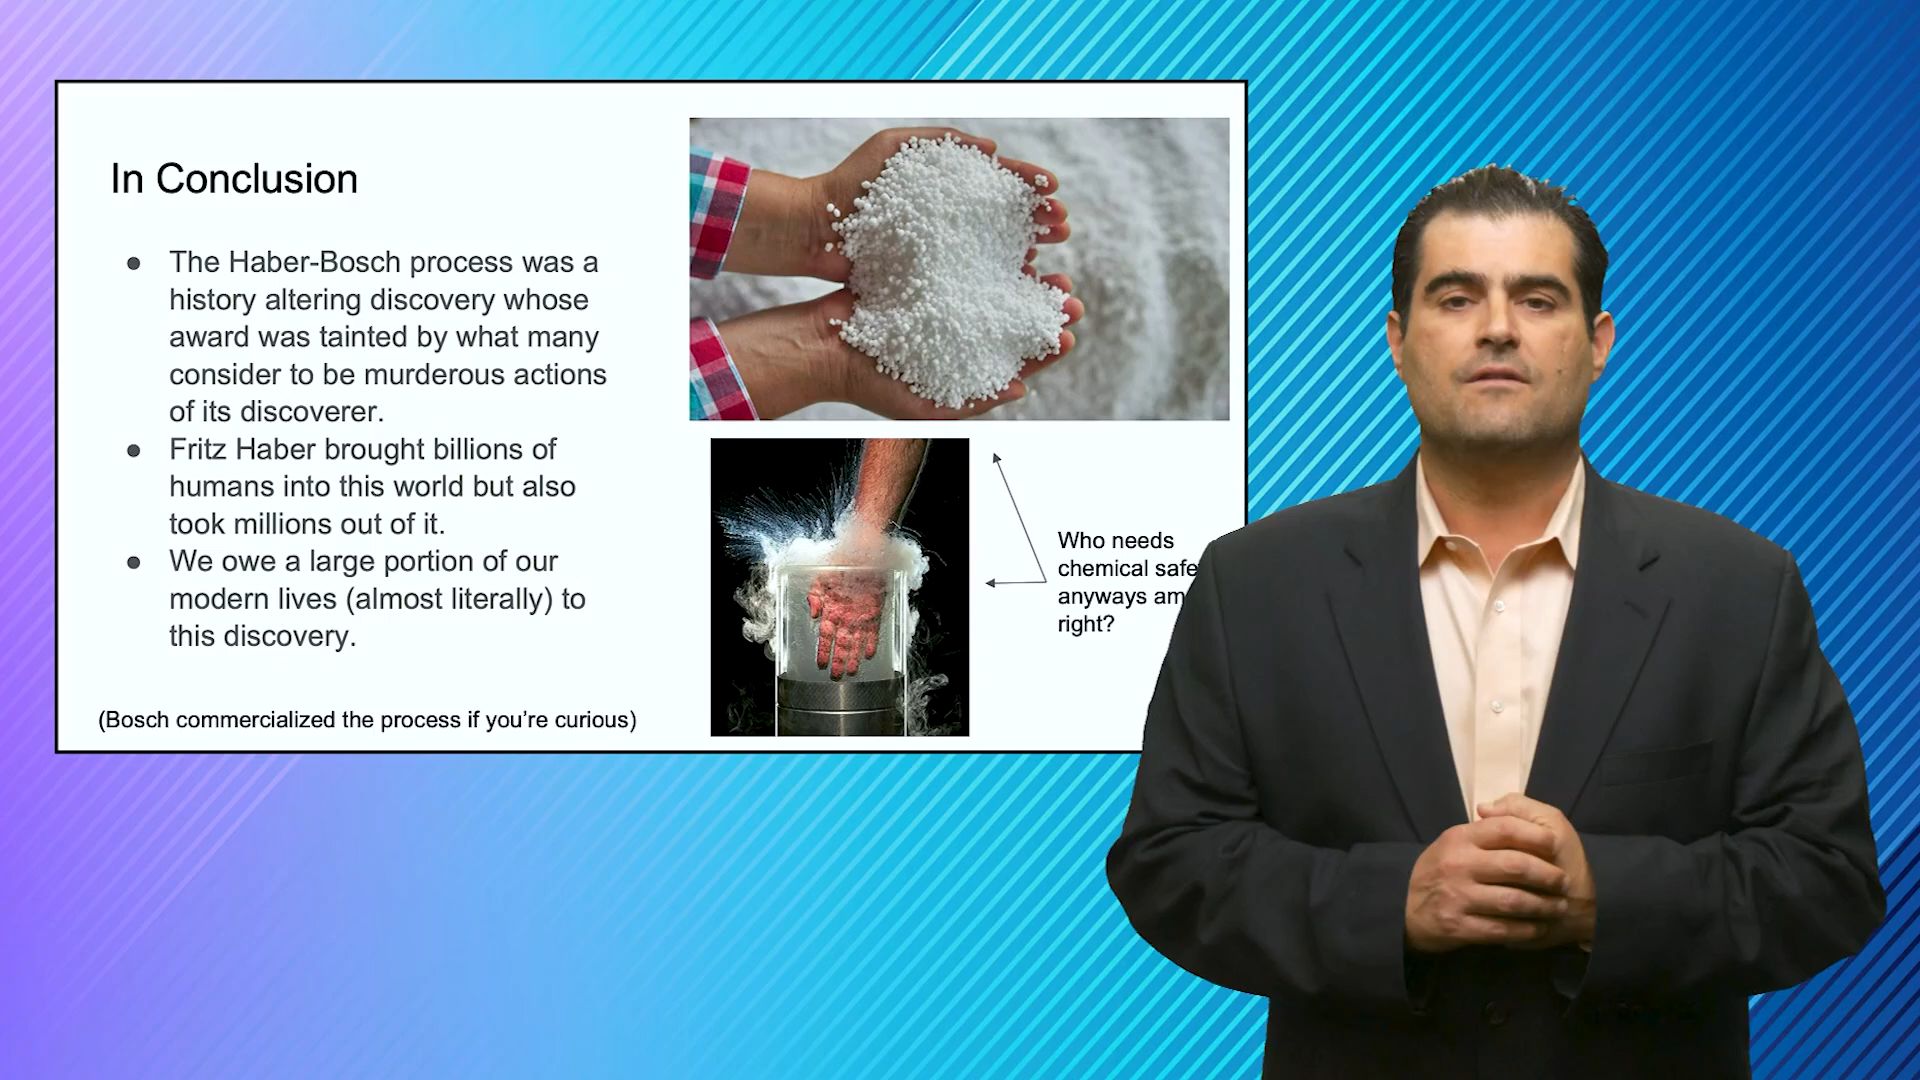 In Conclusion
● The Haber-Bosch process was a
history altering discovery whose
award was tainted by what many
consider to be murderous actions
of its discoverer.
● Fritz Haber brought billions of
humans into this world but also
took millions out of it.
● We owe a large portion of our
modern lives (almost literally) to
this discovery.
(Bosch commercialized the process if you’re curious)
Who needs
chemical
anyways
right?